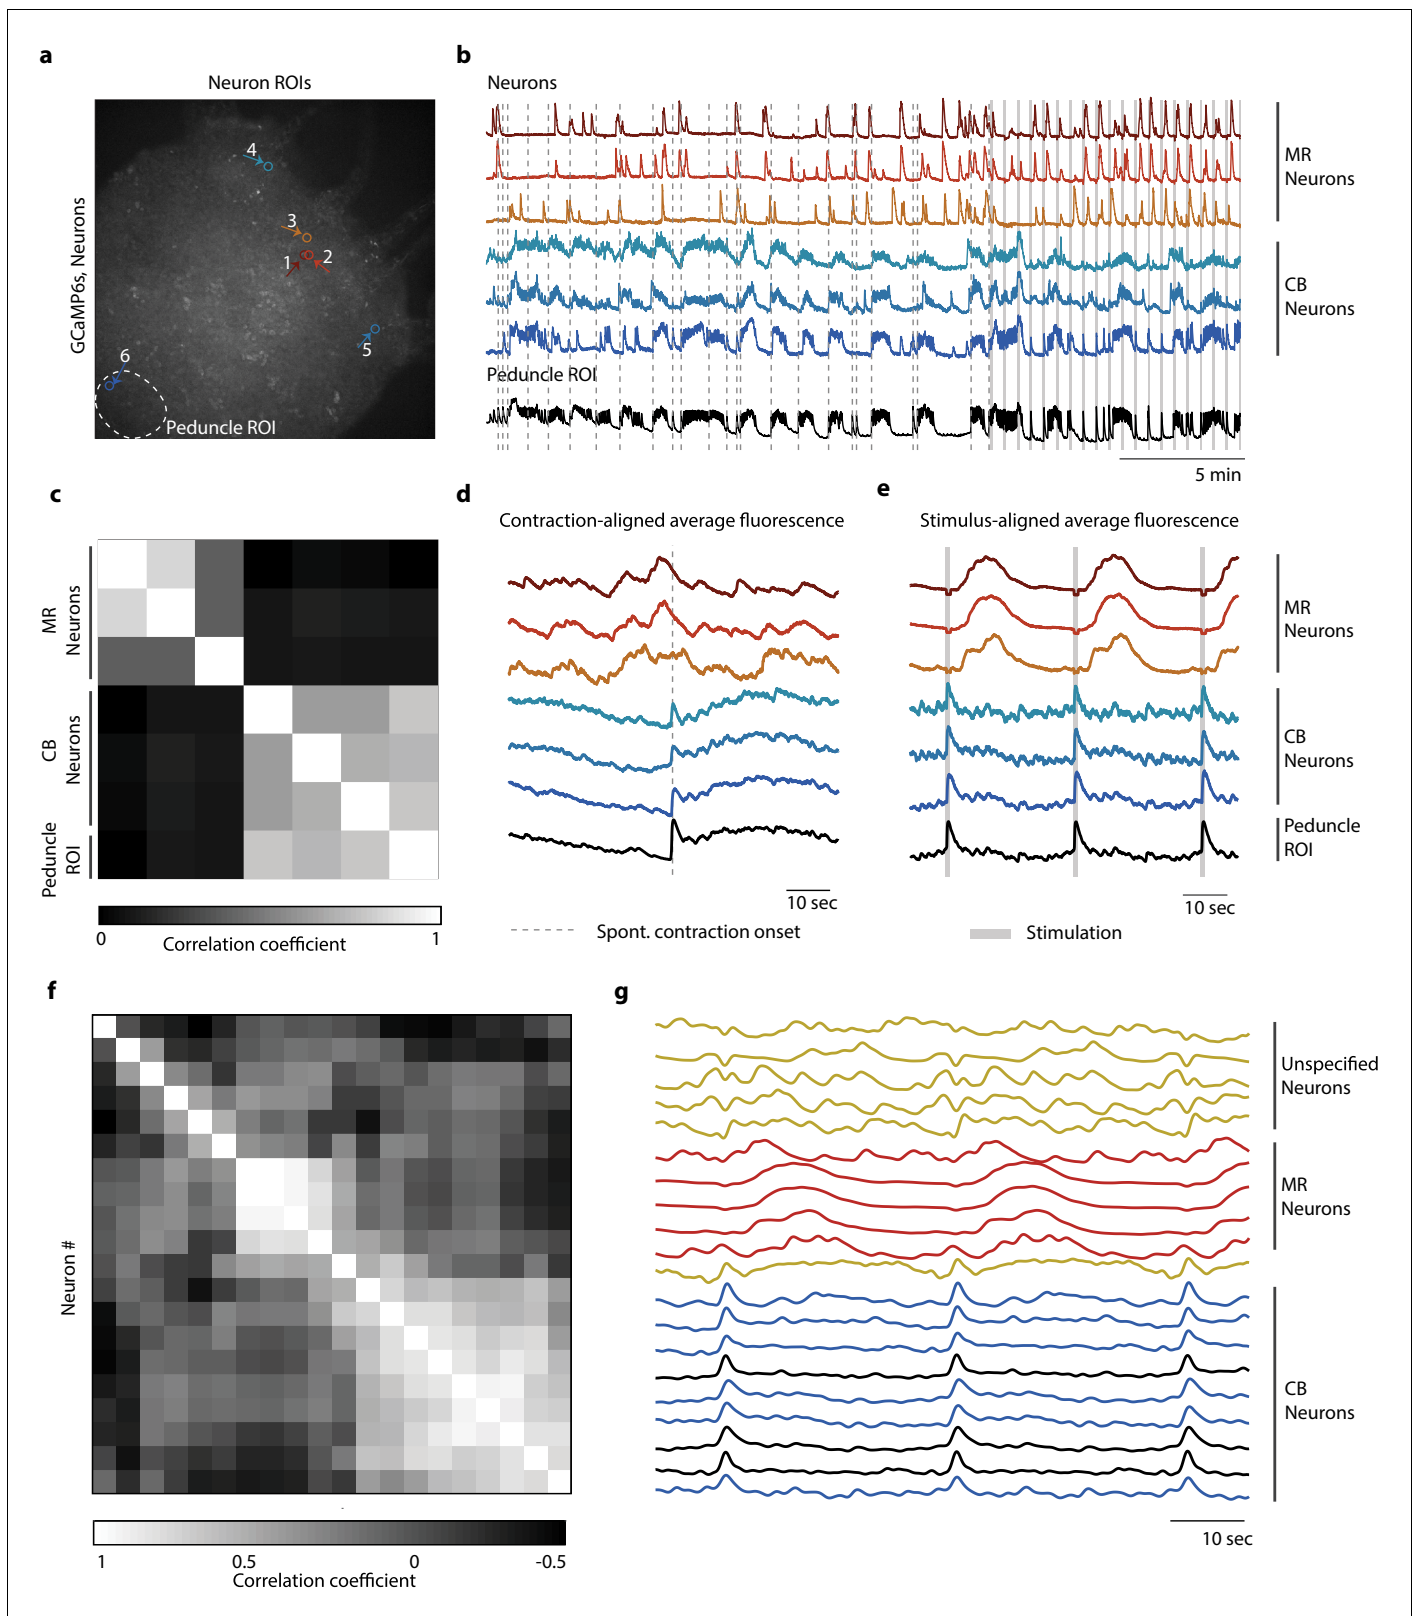 a
Neuron ROIs
GCaMP6s, Neurons
4
3
1
2
5
6
Peduncle ROI
b
Neurons
Peduncle ROI
MR
Neurons
CB
Neurons
5 min
c
MR
Neurons
CB
Neurons
Peduncle
ROI
0
1
Correlation coefficient
d
Contraction-aligned average fluorescence
10 sec
Spont. contraction onset
e
Stimulus-aligned average fluorescence
MR
Neurons
CB
Neurons
Peduncle
ROI
10 sec
Stimulation
f
Neuron #
1
0.5
0
-0.5
Correlation coefficient
g
Unspecified
Neurons
MR
Neurons
CB
Neurons
10 sec